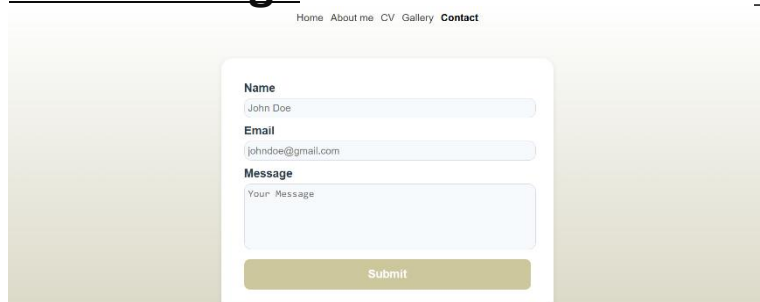 Home About me CV Gallery Contact
Name
John Doe
Email
johndoe@gmail.com
Message
Your Message
Submit